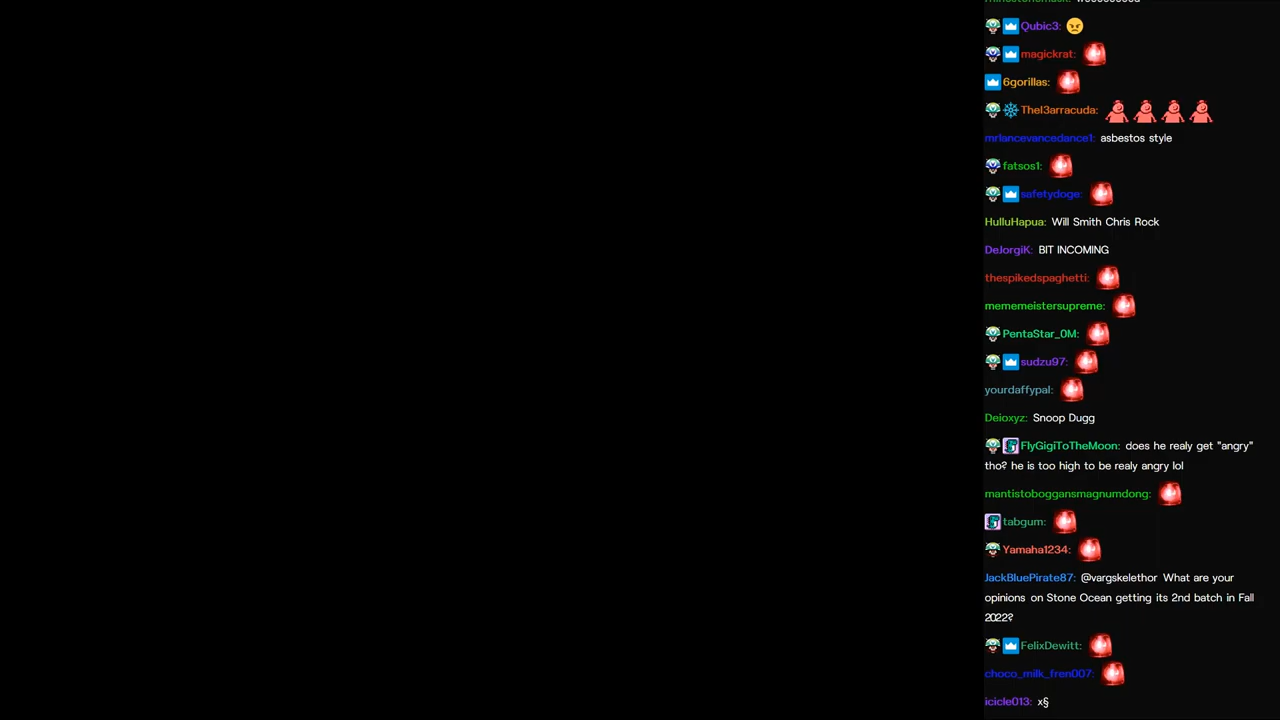 Qubic3:
magickrat:
6gorillas:
The13arracuda:
mrlancevancedance1: asbestos style
fatsos1:
safetydoge:
HulluHapua: Will Smith Chris Rock
DeJorgiK: BIT INCOMING
thespikedspaghetti:
mememeistersupreme:
PentaStar_0M:
sudzu97:
yourdaffypal:
Deioxyz: Snoop Dugg
FlyGigiToTheMoon: does he realy get "angry"
tho? he is too high to be realy angry lol
mantistoboggansmagnumdong:
tabgum:
Yamaha1234:
JackBluePirate87: @vargskelethor What are your
opinions on Stone Ocean getting its 2nd batch in Fall
2022?
FelixDewitt:
choco_milk_fren007:
icicle013: x§